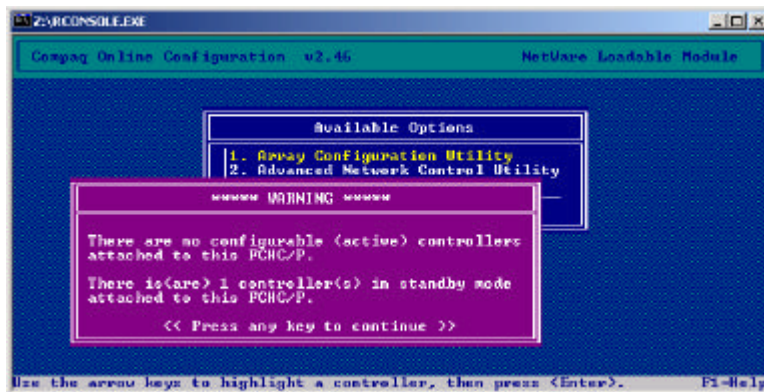 Z:\RCONSOLE.EXE
Compaq Online Configuration v2.46 NetWare Loadable Module
Available Options
1. Array Configuration Utility
2. Advanced Network Control Utility
***** WARNING *****
There are no configurable (active) controllers
attached to this FCHC/P.
There is(are) 1 controller(s) in standby mode
attached to this FCHC/P.
<< Press any key to continue >>
Use the arrow keys to highlight a controller, then press <Enter>. F1=Help